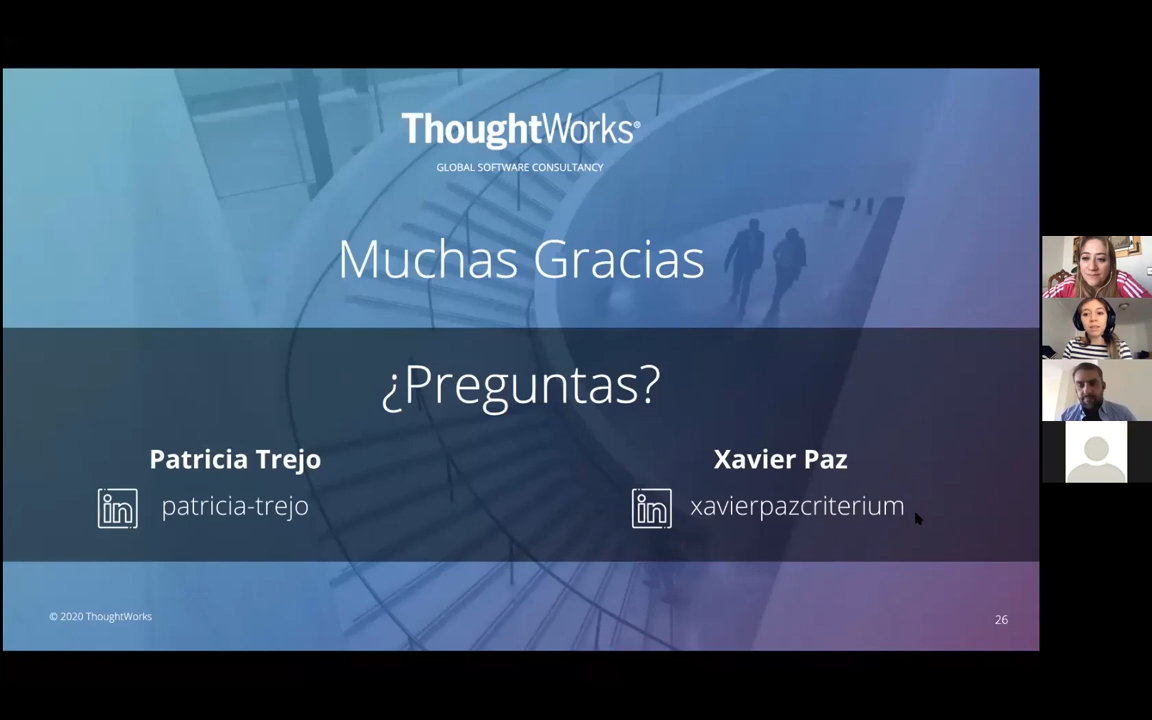 ThoughtWorks®
GLOBAL SOFTWARE CONSULTANCY
Muchas Gracias
¿Preguntas?
Patricia Trejo
in patricia-trejo
Xavier Paz
in xavierpazcriterium
© 2020 ThoughtWorks
26